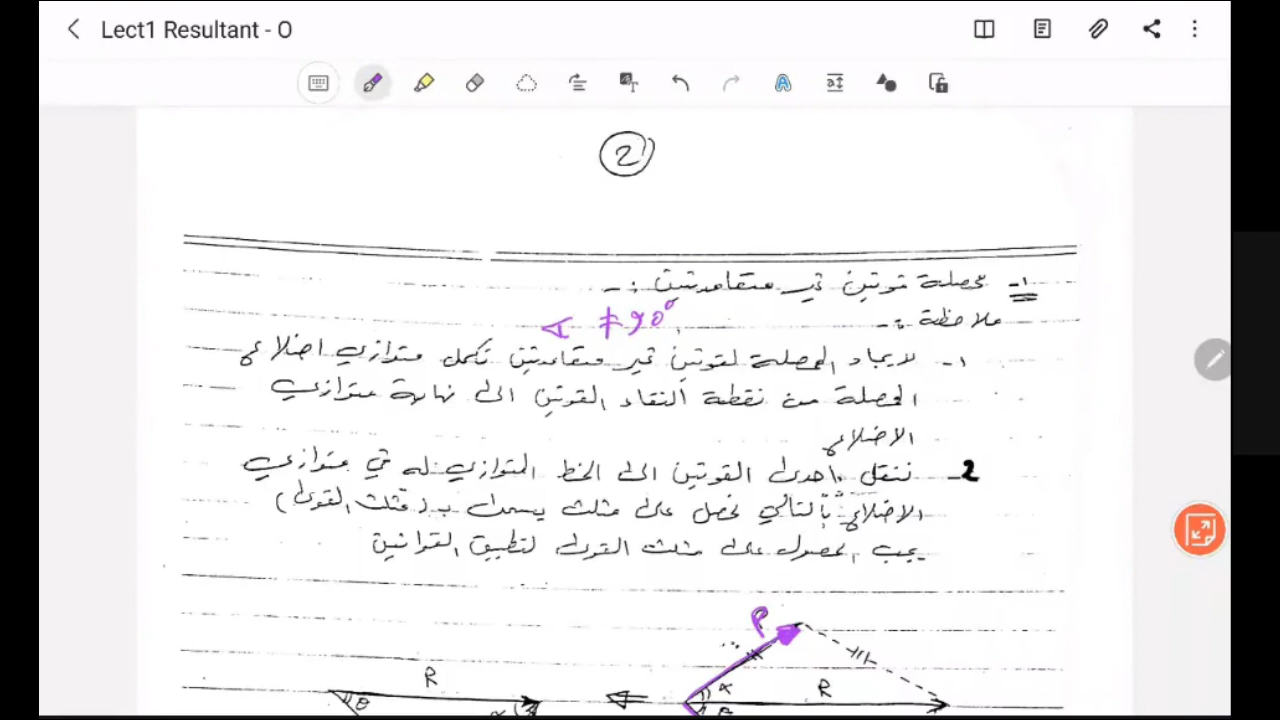 Lect1 Resultant - O
2
١- محصلة قوتين غير متعامدتين :-
ملاحظة :- ∢ ≠ 90°
١- لايجاد المحصلة لقوتين غير متعامدتين نكمل متوازي اضلاع
المحصلة من نقطة التقاء القوتين الى نهاية متوازي
الاضلاع
2- ننقل احدى القوتين الى الخط المتوازي له في متوازي
الاضلاع بالتالي نحصل على مثلث يسمى بـ (مثلث القوى)
يجب الحصول على مثلث القوى لتطبيق القوانين
P
R
θ
α
R